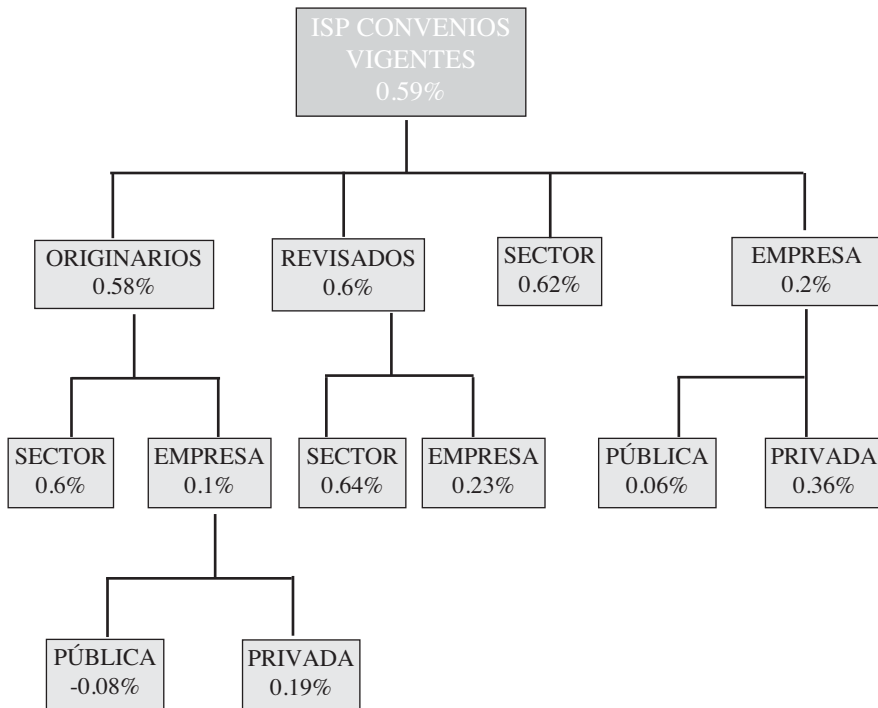 ISP CONVENIOS
VIGENTES
0.59%
ORIGINARIOS
0.58%
REVISADOS
0.6%
SECTOR
0.62%
EMPRESA
0.2%
SECTOR
0.6%
EMPRESA
0.1%
SECTOR
0.64%
EMPRESA
0.23%
PÚBLICA
0.06%
PRIVADA
0.36%
PÚBLICA
-0.08%
PRIVADA
0.19%